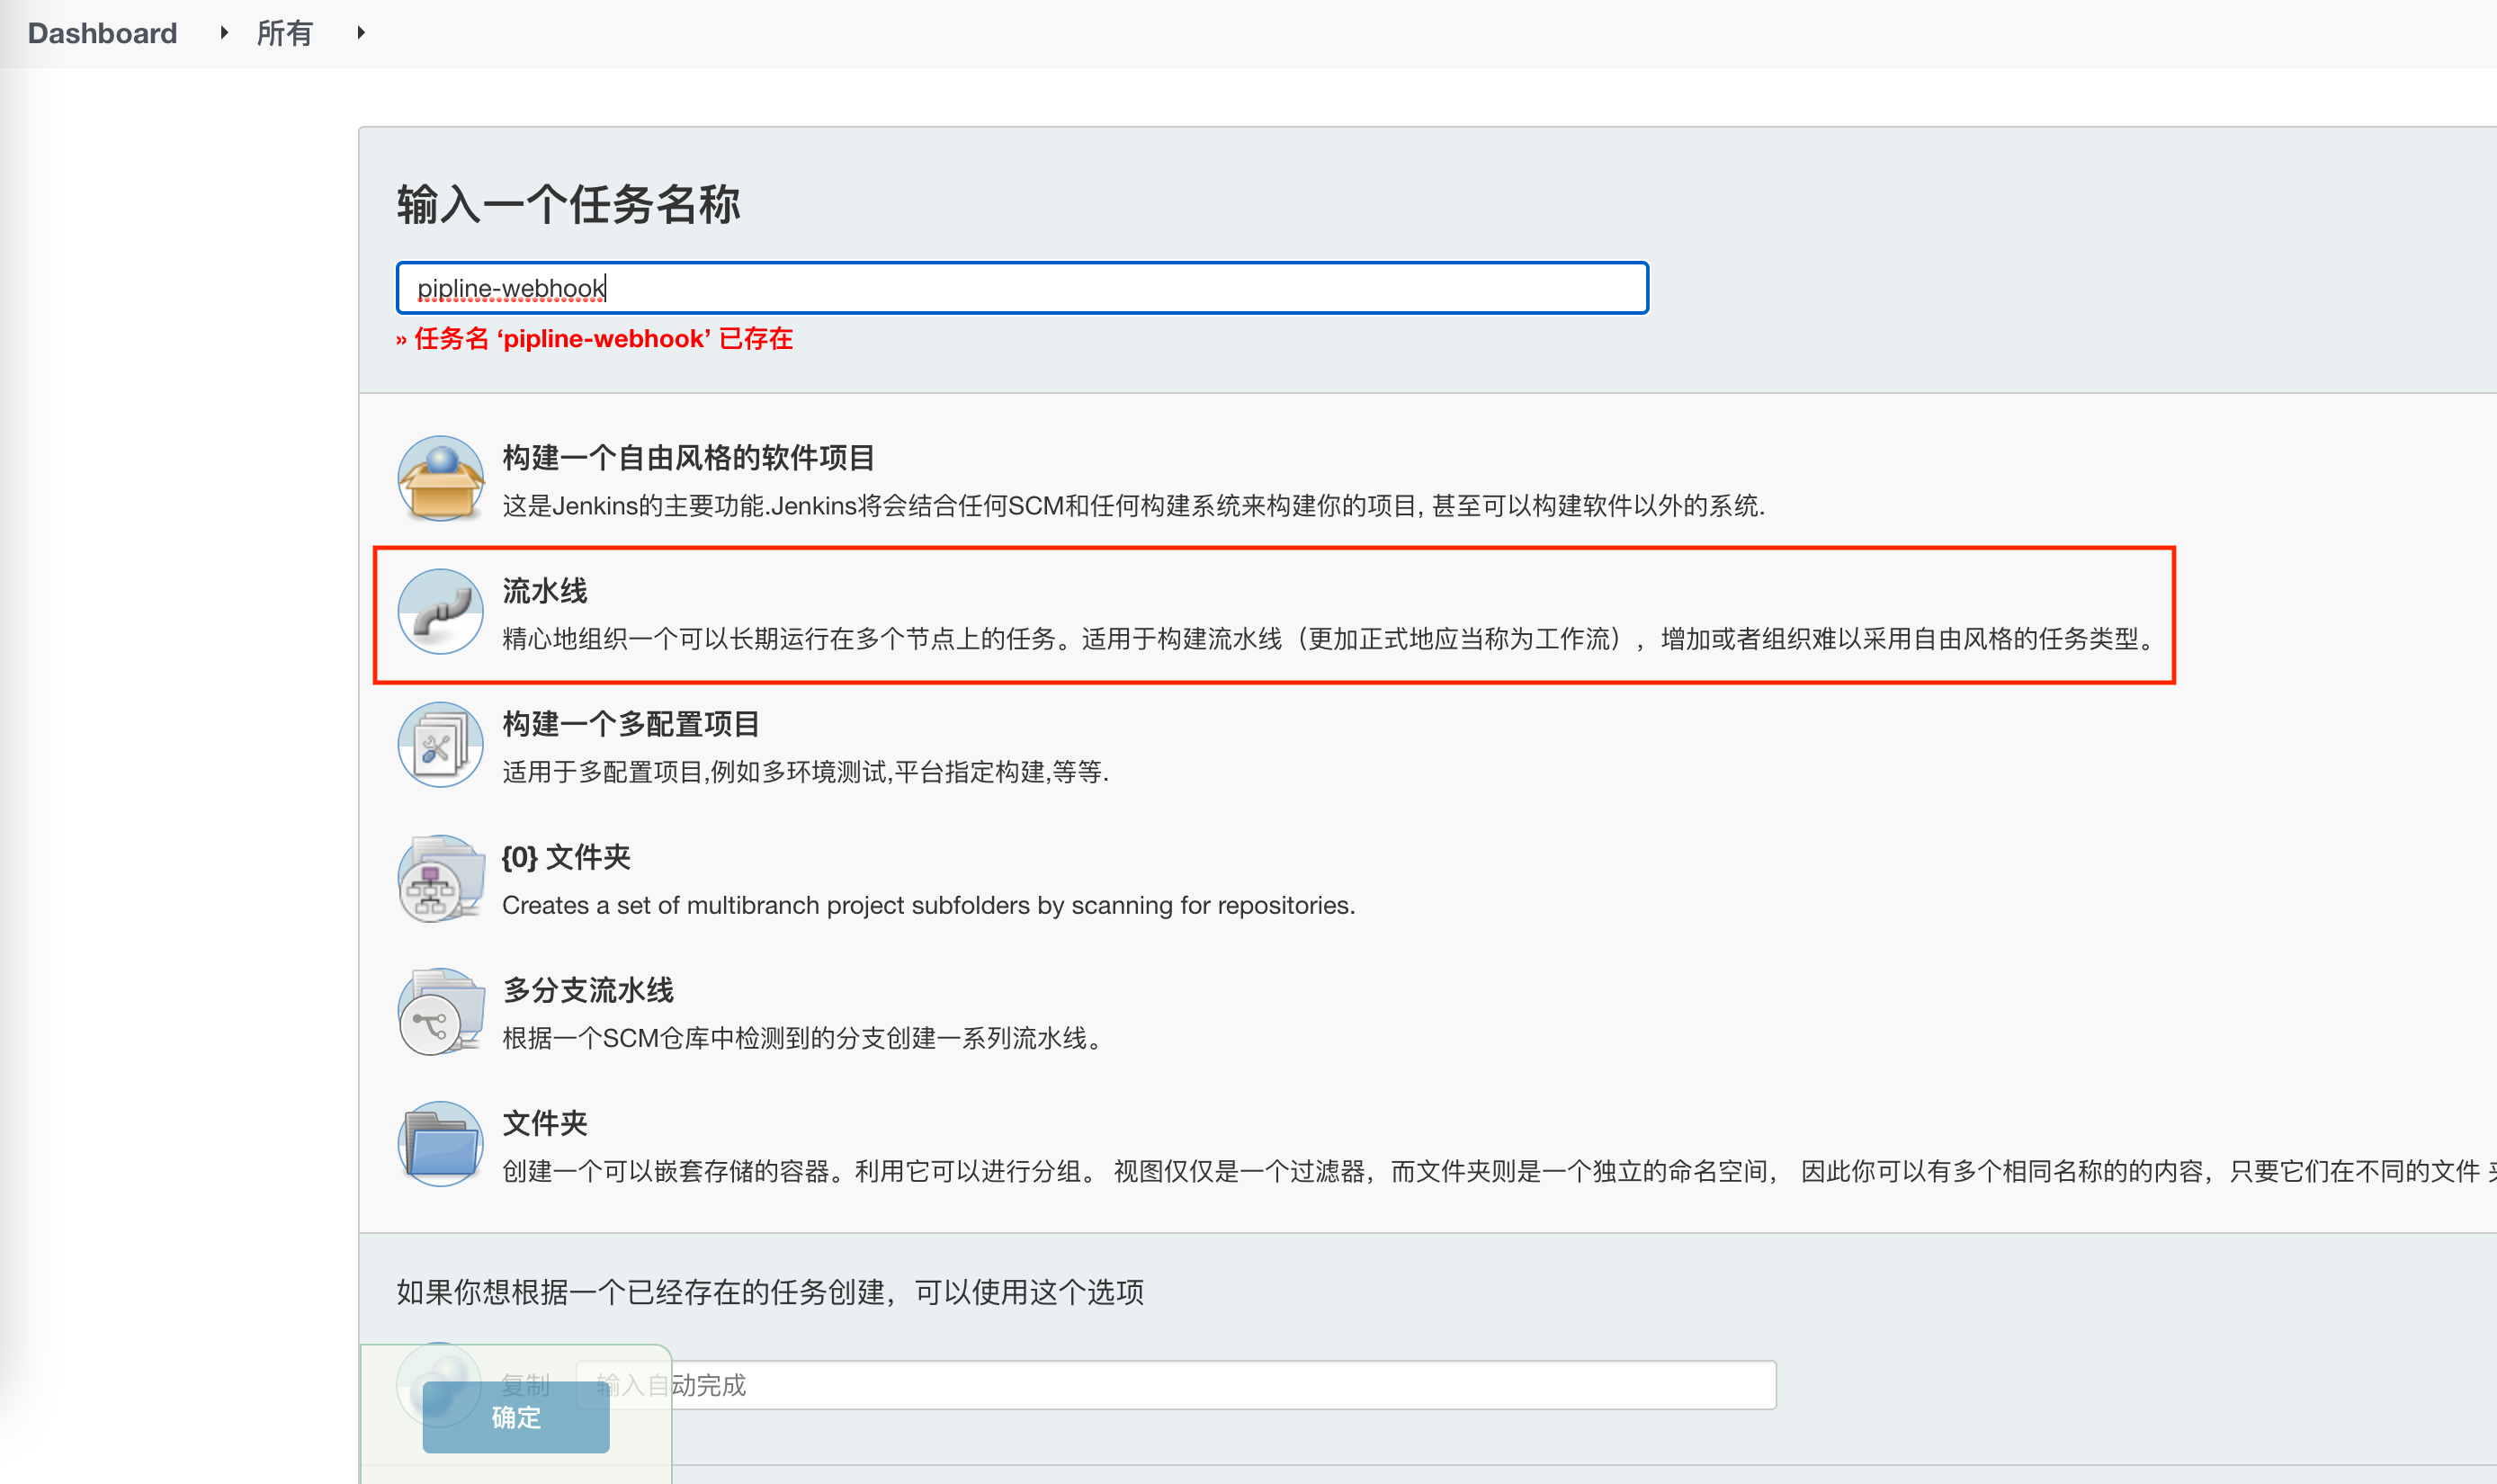 Dashboard 所有
输入一个任务名称
pipline-webhook
» 任务名 ‘pipline-webhook’ 已存在
构建一个自由风格的软件项目
这是Jenkins的主要功能.Jenkins将会结合任何SCM和任何构建系统来构建你的项目, 甚至可以构建软件以外的系统.
流水线
精心地组织一个可以长期运行在多个节点上的任务。适用于构建流水线（更加正式地应当称为工作流），增加或者组织难以采用自由风格的任务类型。
构建一个多配置项目
适用于多配置项目,例如多环境测试,平台指定构建,等等.
{0} 文件夹
Creates a set of multibranch project subfolders by scanning for repositories.
多分支流水线
根据一个SCM仓库中检测到的分支创建一系列流水线。
文件夹
创建一个可以嵌套存储的容器。利用它可以进行分组。 视图仅仅是一个过滤器，而文件夹则是一个独立的命名空间， 因此你可以有多个相同名称的的内容，只要它们在不同的文件
如果你想根据一个已经存在的任务创建，可以使用这个选项
复制 输入自动完成
确定